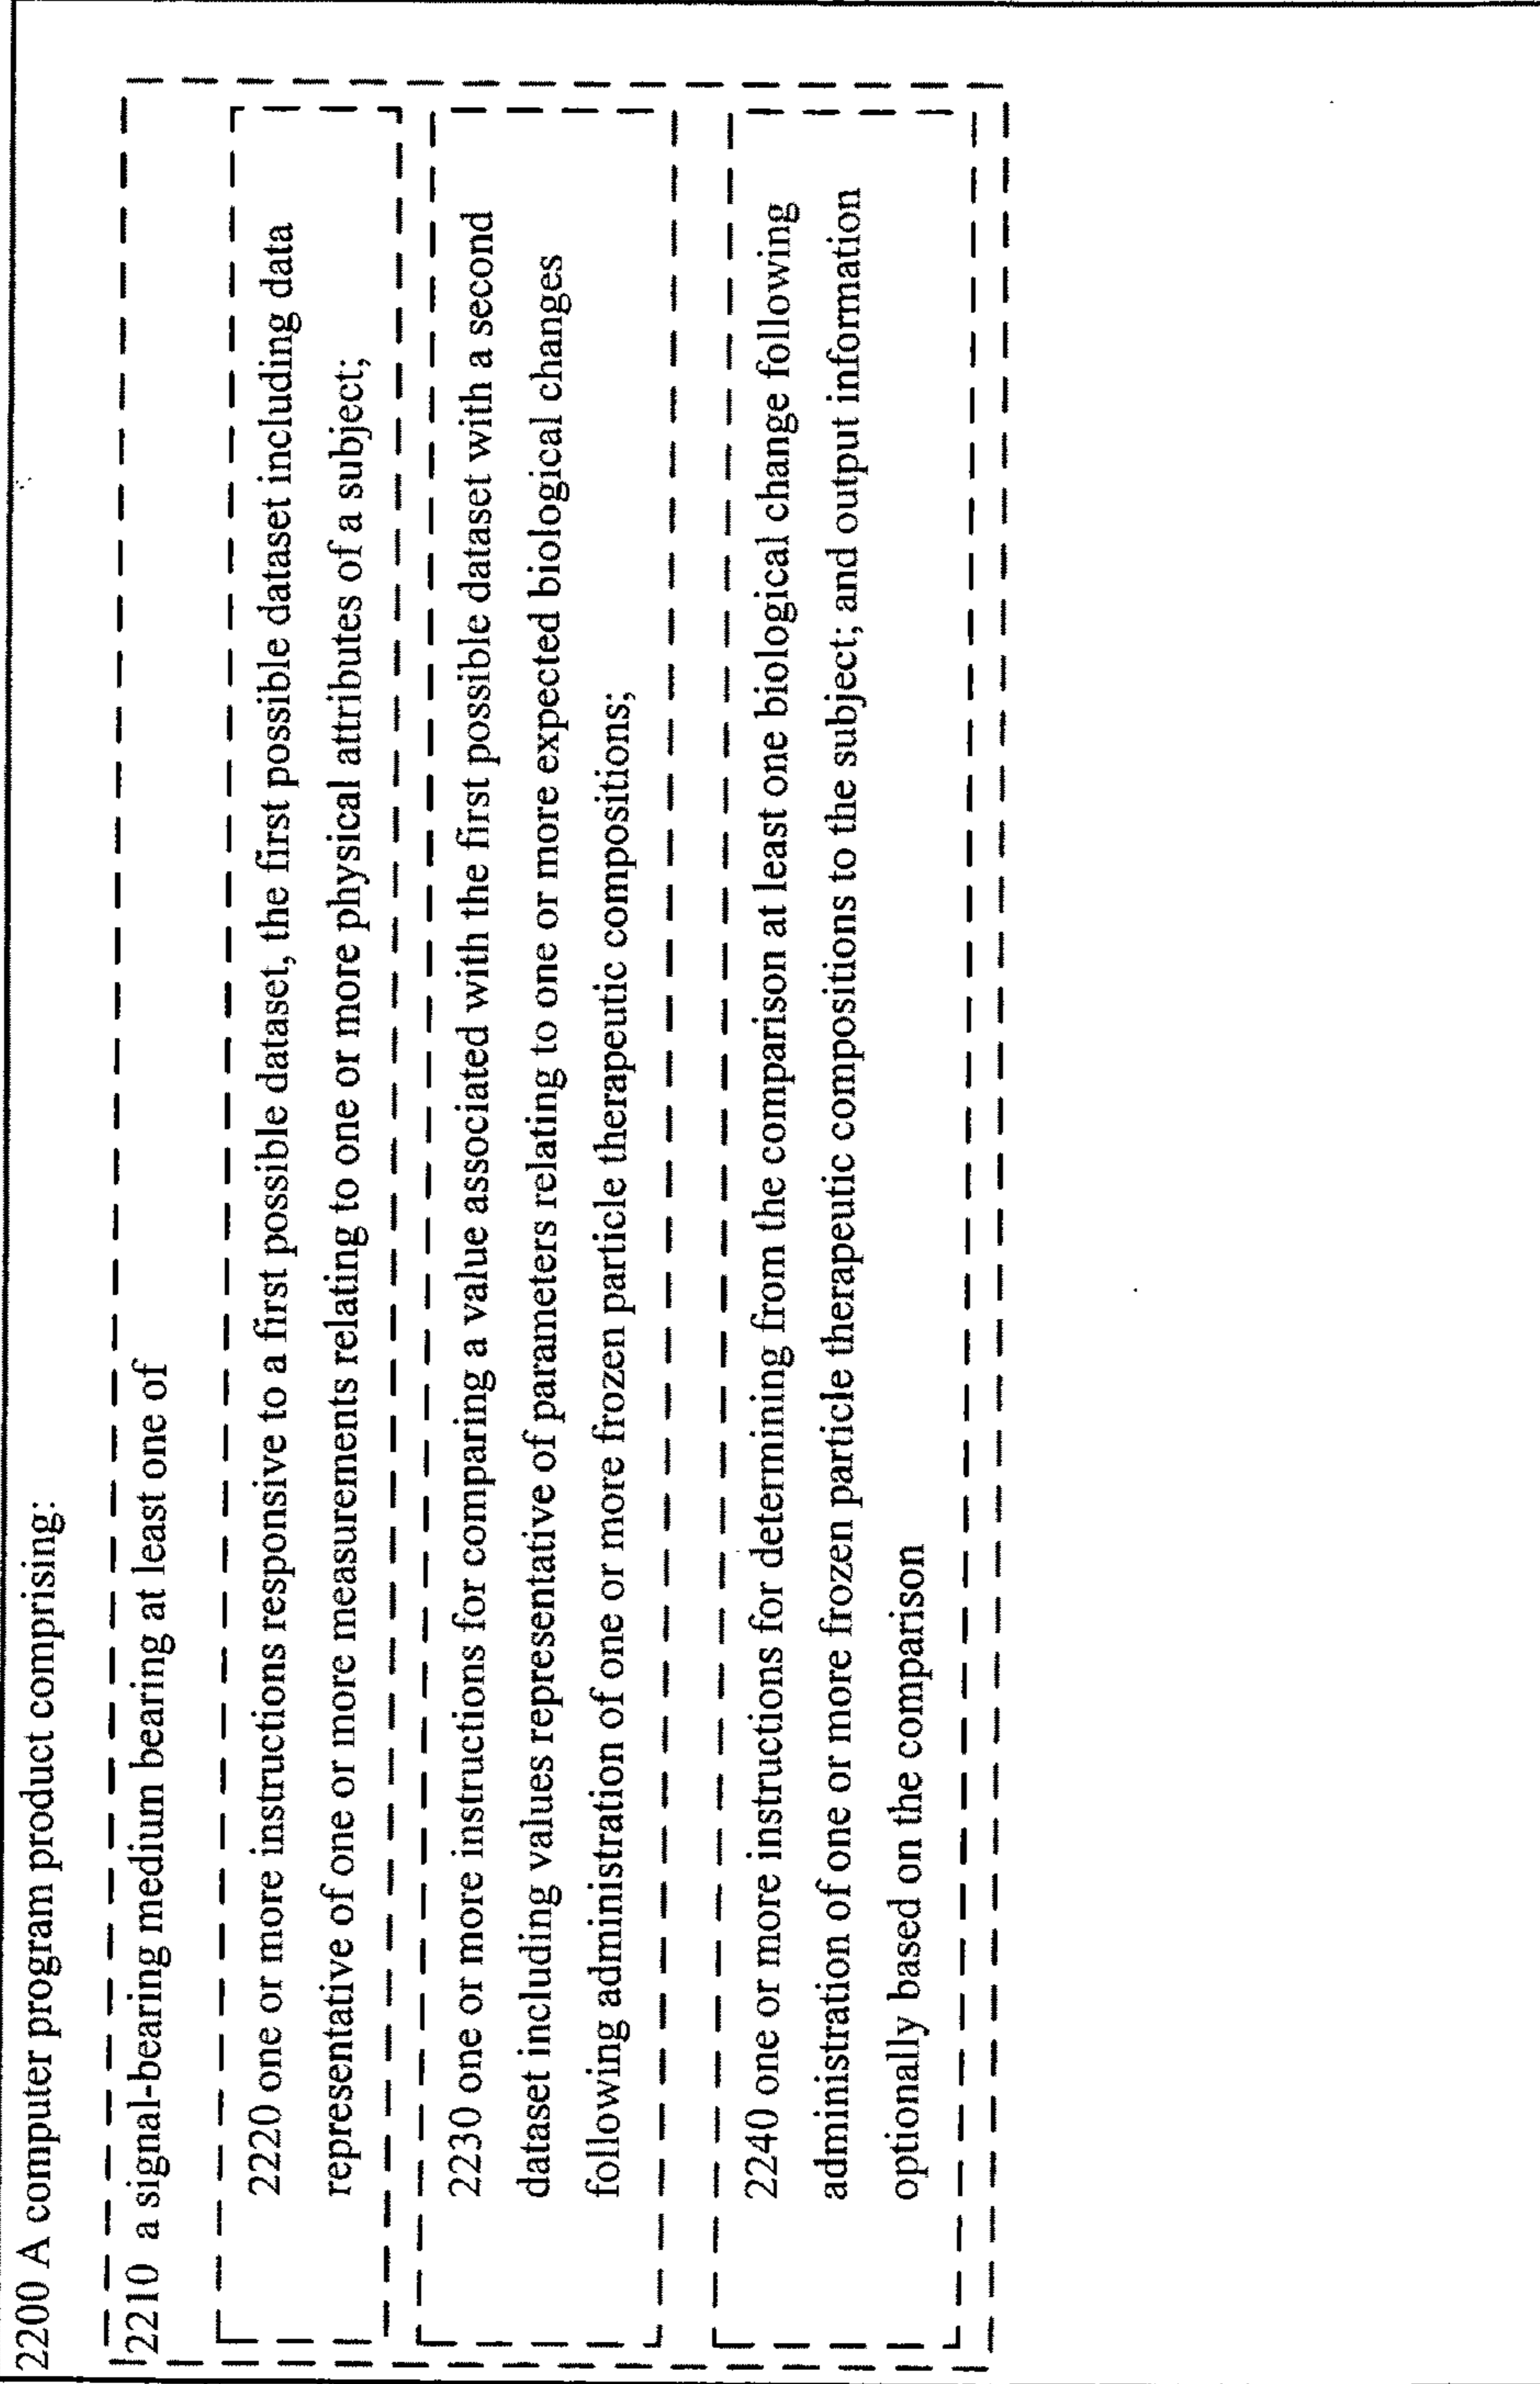 2200 A computer program product comprising:
2210 a signal-bearing medium bearing at least one of
2220 one or more instructions responsive to a first possible dataset, the first possible dataset including data
representative of one or more measurements relating to one or more physical attributes of a subject;
2230 one or more instructions for comparing a value associated with the first possible dataset with a second
dataset including values representative of parameters relating to one or more expected biological changes
following administration of one or more frozen particle therapeutic compositions;
2240 one or more instructions for determining from the comparison at least one biological change following
administration of one or more frozen particle therapeutic compositions to the subject; and output information
optionally based on the comparison